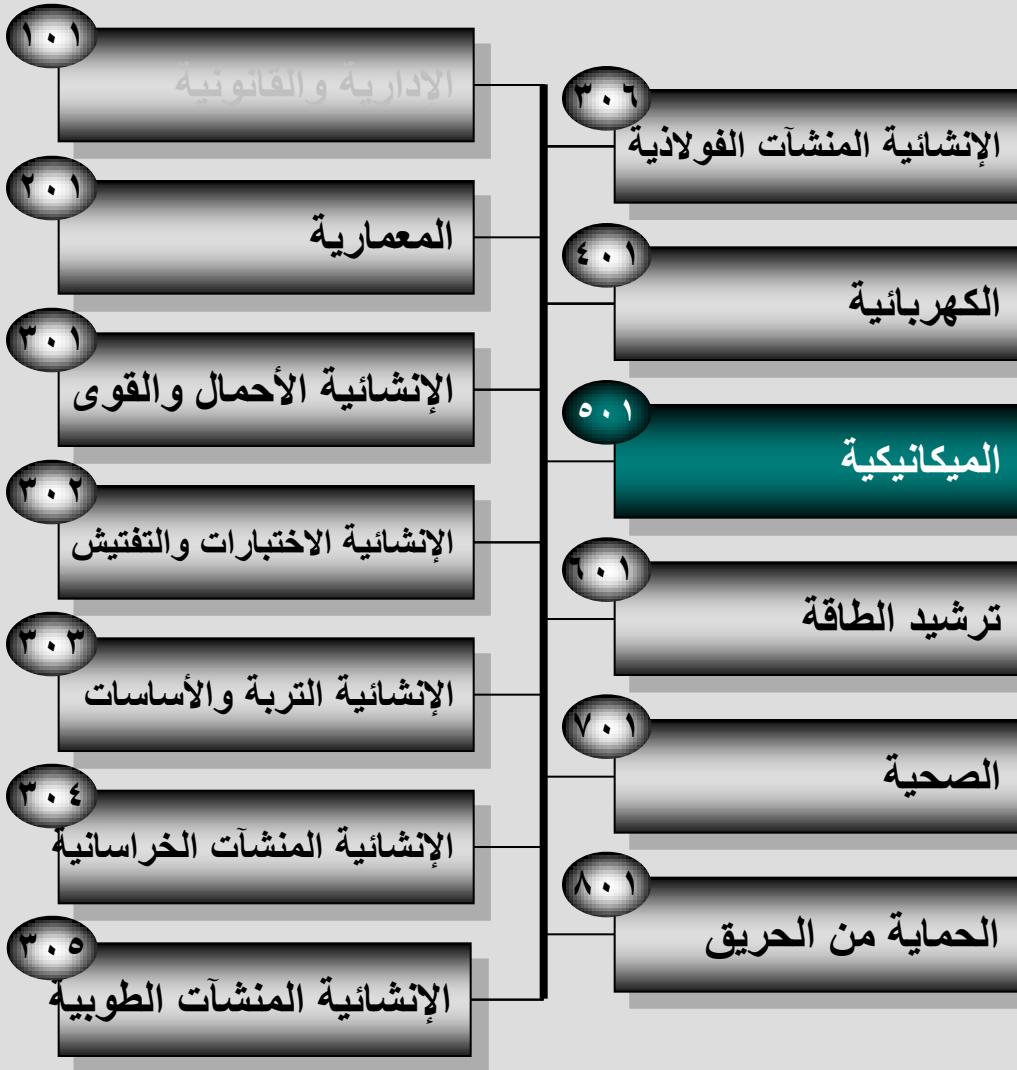 ١٠١
الادارية والقانونية
٢٠١
المعمارية
٣٠١
الإنشائية الأحمال والقوى
٣٠٢
الإنشائية الاختبارات والتفتيش
٣٠٣
الإنشائية التربة والأساسات
٣٠٤
الإنشائية المنشآت الخراسانية
٣٠٥
الإنشائية المنشآت الطوبية
٣٠٦
الإنشائية المنشآت الفولاذية
٤٠١
الكهربائية
٥٠١
الميكانيكية
٦٠١
ترشيد الطاقة
٧٠١
الصحية
٨٠١
الحماية من الحريق